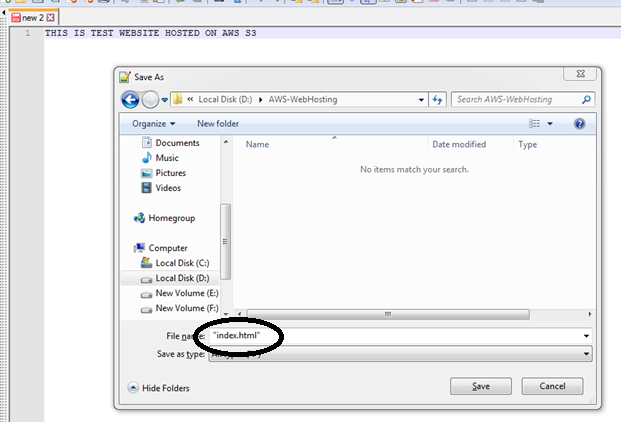 new 2
1 THIS IS TEST WEBSITE HOSTED ON AWS S3
Save As
« Local Disk (D:) ▸ AWS-WebHosting
Search AWS-WebHosting
Organize
New folder
Documents
Music
Pictures
Videos
Homegroup
Computer
Local Disk (C:)
Local Disk (D:)
New Volume (E:)
New Volume (F:)
Name
Date modified
Type
No items match your search.
File name: "index.html"
Save as type:
Hide Folders
Save
Cancel